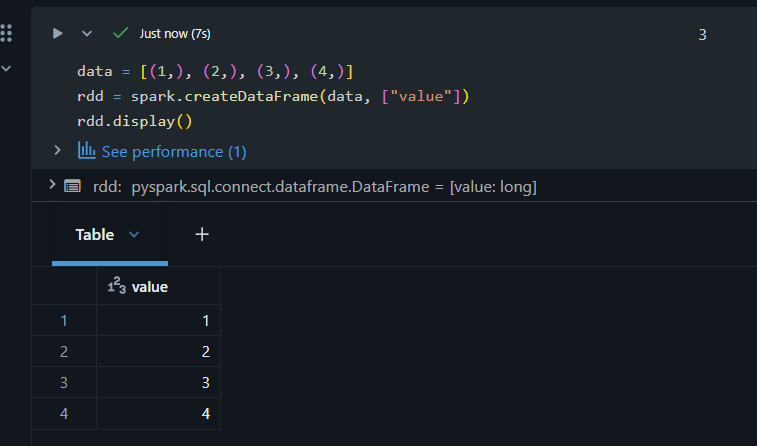 Just now (7s)
3
data = [(1,), (2,), (3,), (4,)]
rdd = spark.createDataFrame(data, ["value"])
rdd.display()
See performance (1)
rdd: pyspark.sql.connect.dataframe.DataFrame = [value: long]
Table +
123 value
1 1
2 2
3 3
4 4